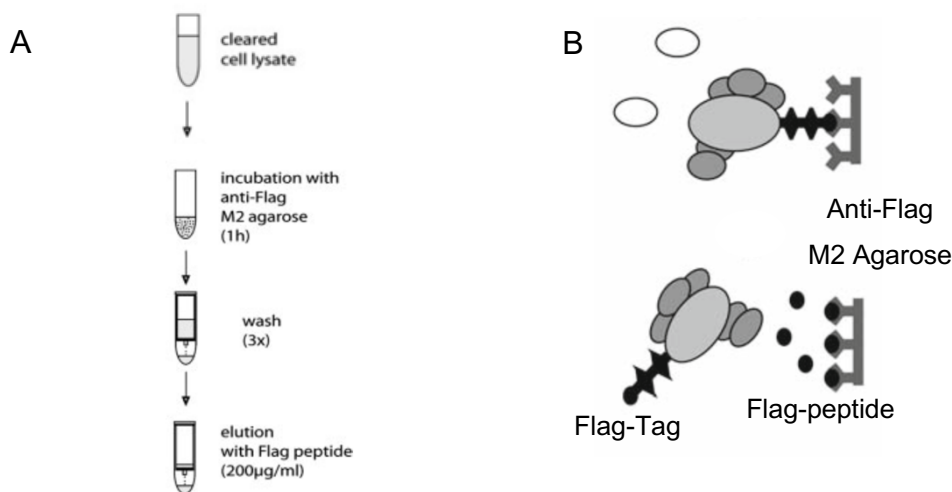 A
cleared
cell lysate
incubation with
anti-Flag
M2 agarose
(1h)
wash
(3x)
elution
with Flag peptide
(200µg/ml)
B
Anti-Flag
M2 Agarose
Flag-peptide
Flag-Tag